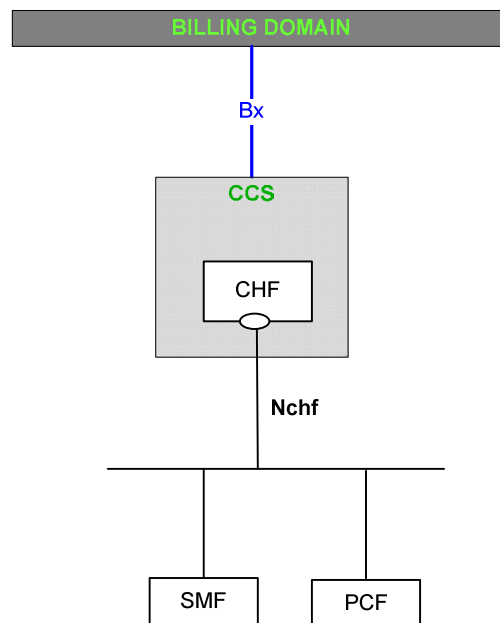 BILLING DOMAIN
Bx
CCS
CHF
Nchf
SMF
PCF